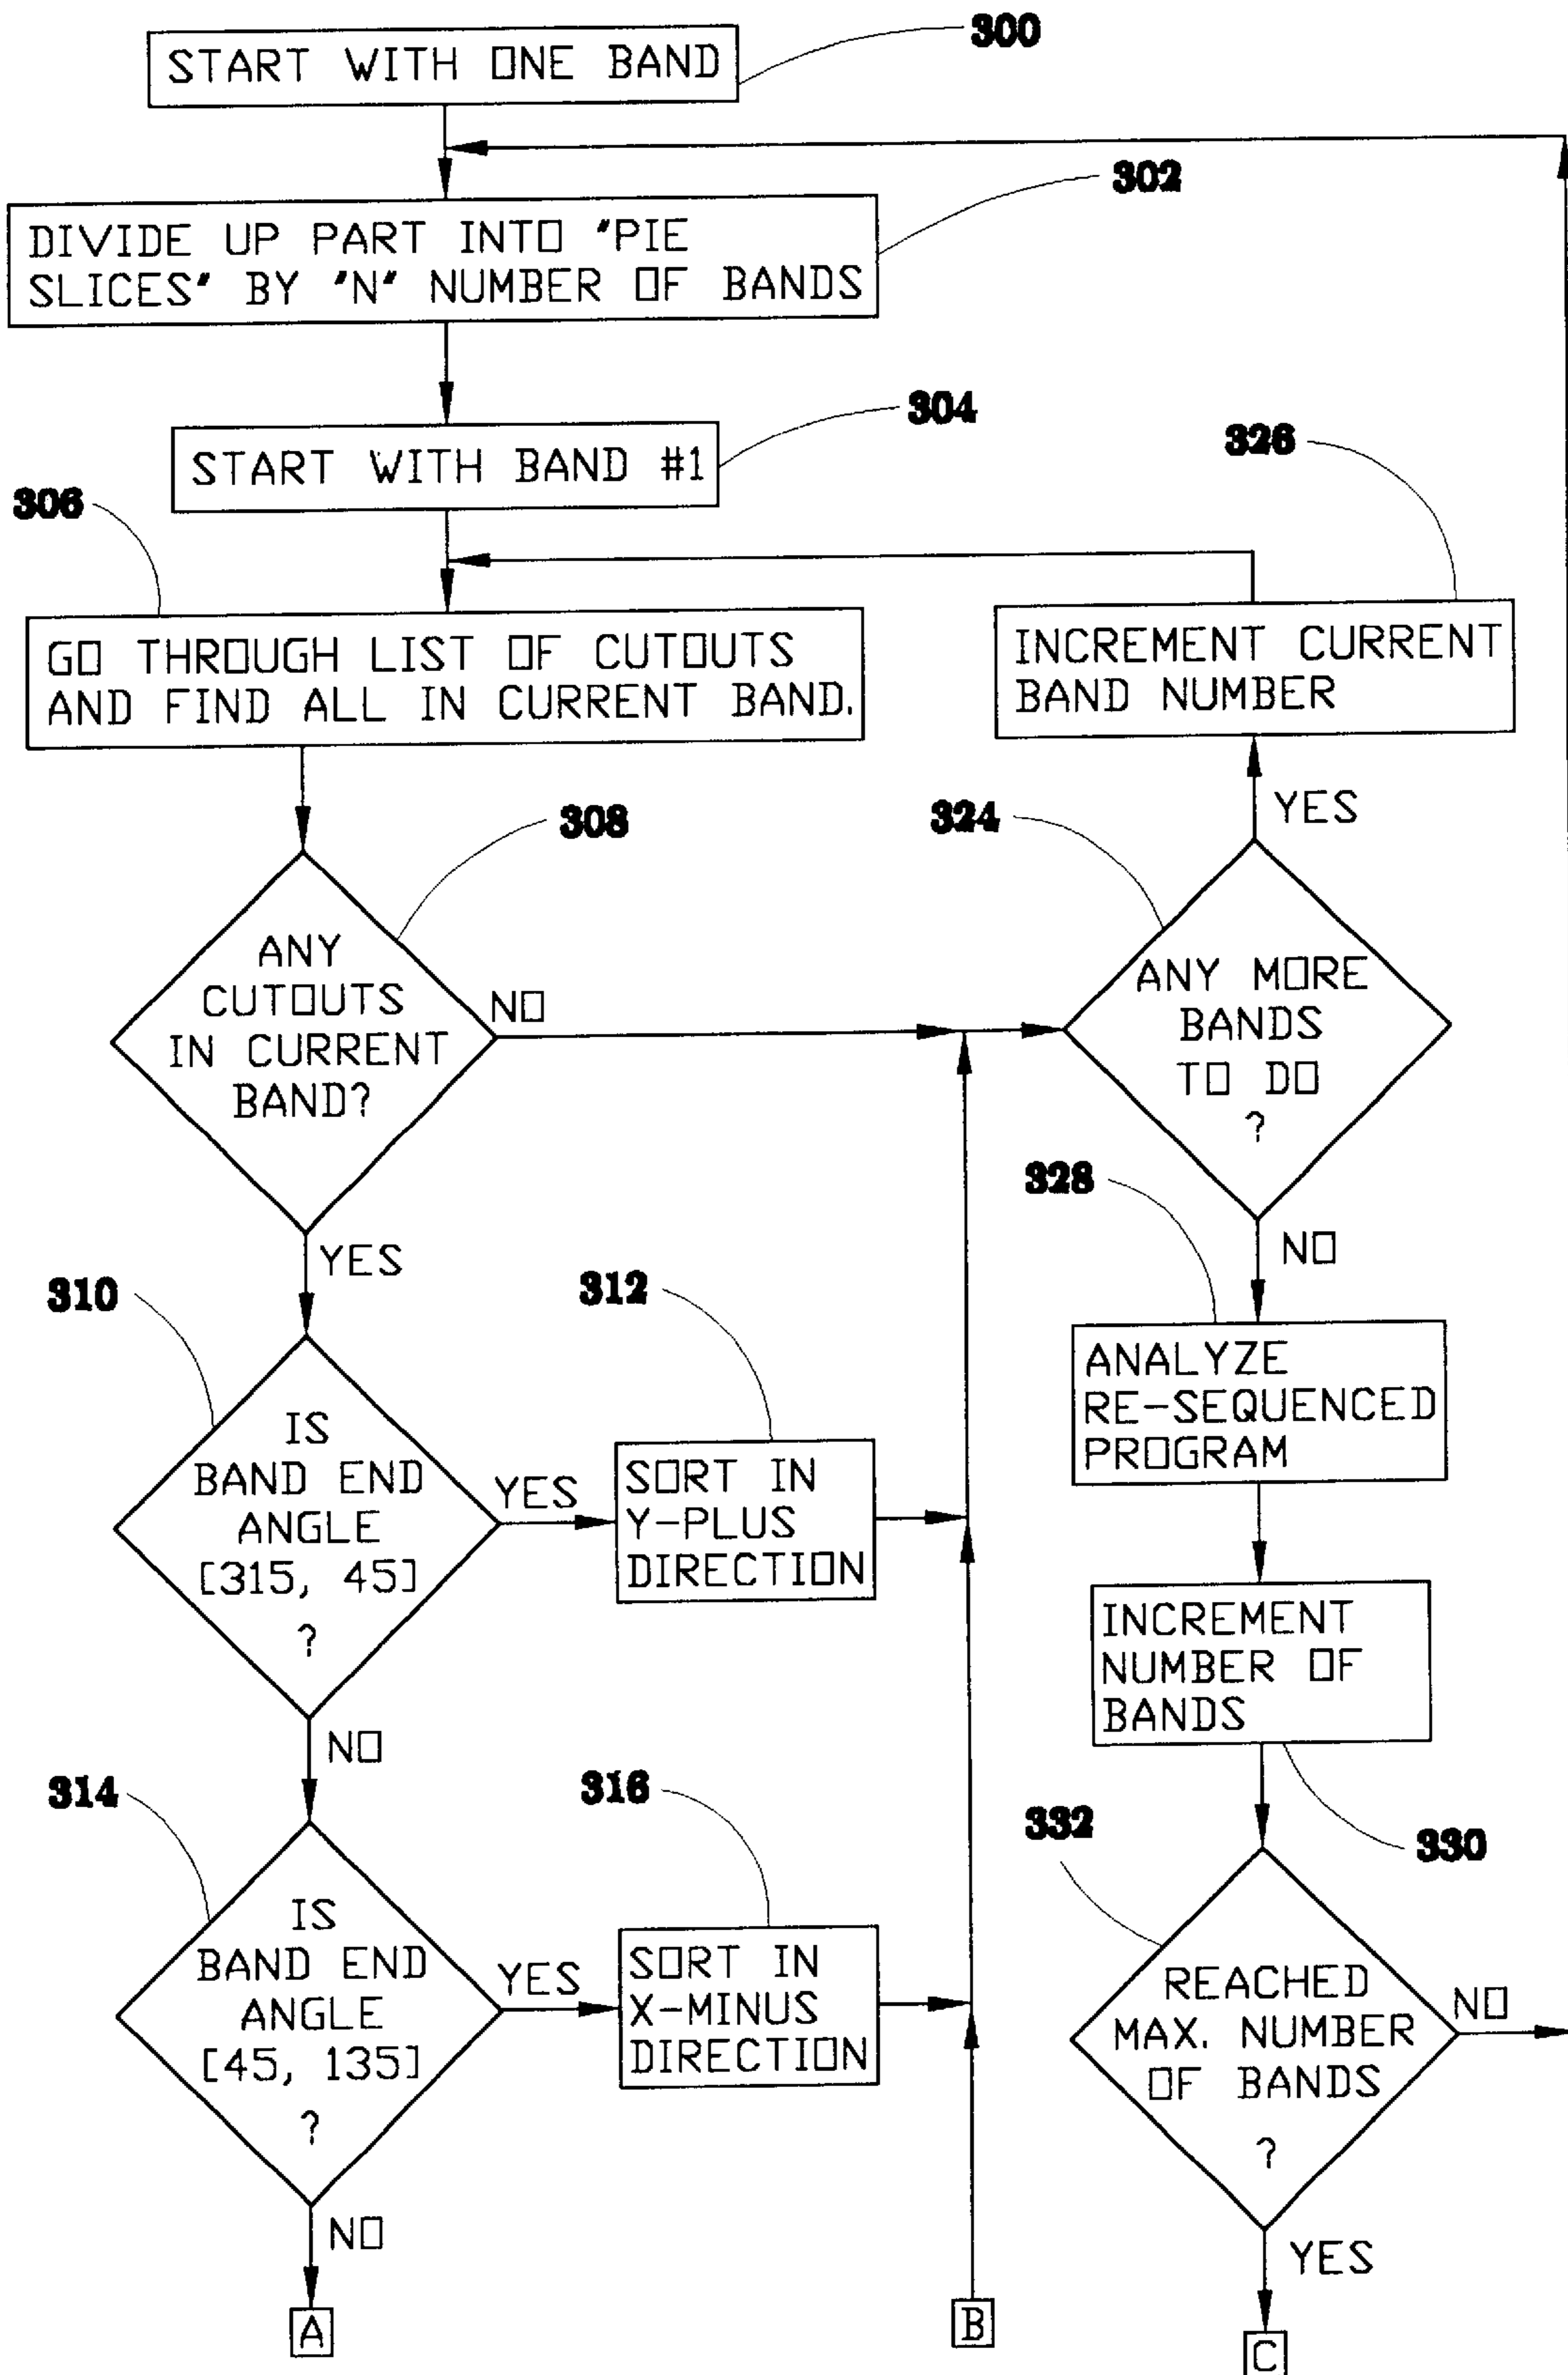 300
START WITH ONE BAND
302
DIVIDE UP PART INTO "PIE
SLICES" BY "N" NUMBER OF BANDS
304
START WITH BAND #1
306
GO THROUGH LIST OF CUTOUTS
AND FIND ALL IN CURRENT BAND.
326
INCREMENT CURRENT
BAND NUMBER
308
ANY
CUTOUTS
IN CURRENT
BAND?
NO
YES
324
YES
ANY MORE
BANDS
TO DO
?
NO
310
IS
BAND END
ANGLE
[315, 45]
?
YES
NO
312
SORT IN
Y-PLUS
DIRECTION
328
ANALYZE
RE-SEQUENCED
PROGRAM
INCREMENT
NUMBER OF
BANDS
330
314
IS
BAND END
ANGLE
[45, 135]
?
YES
NO
316
SORT IN
X-MINUS
DIRECTION
332
REACHED
MAX. NUMBER
OF BANDS
?
NO
YES
A
B
C